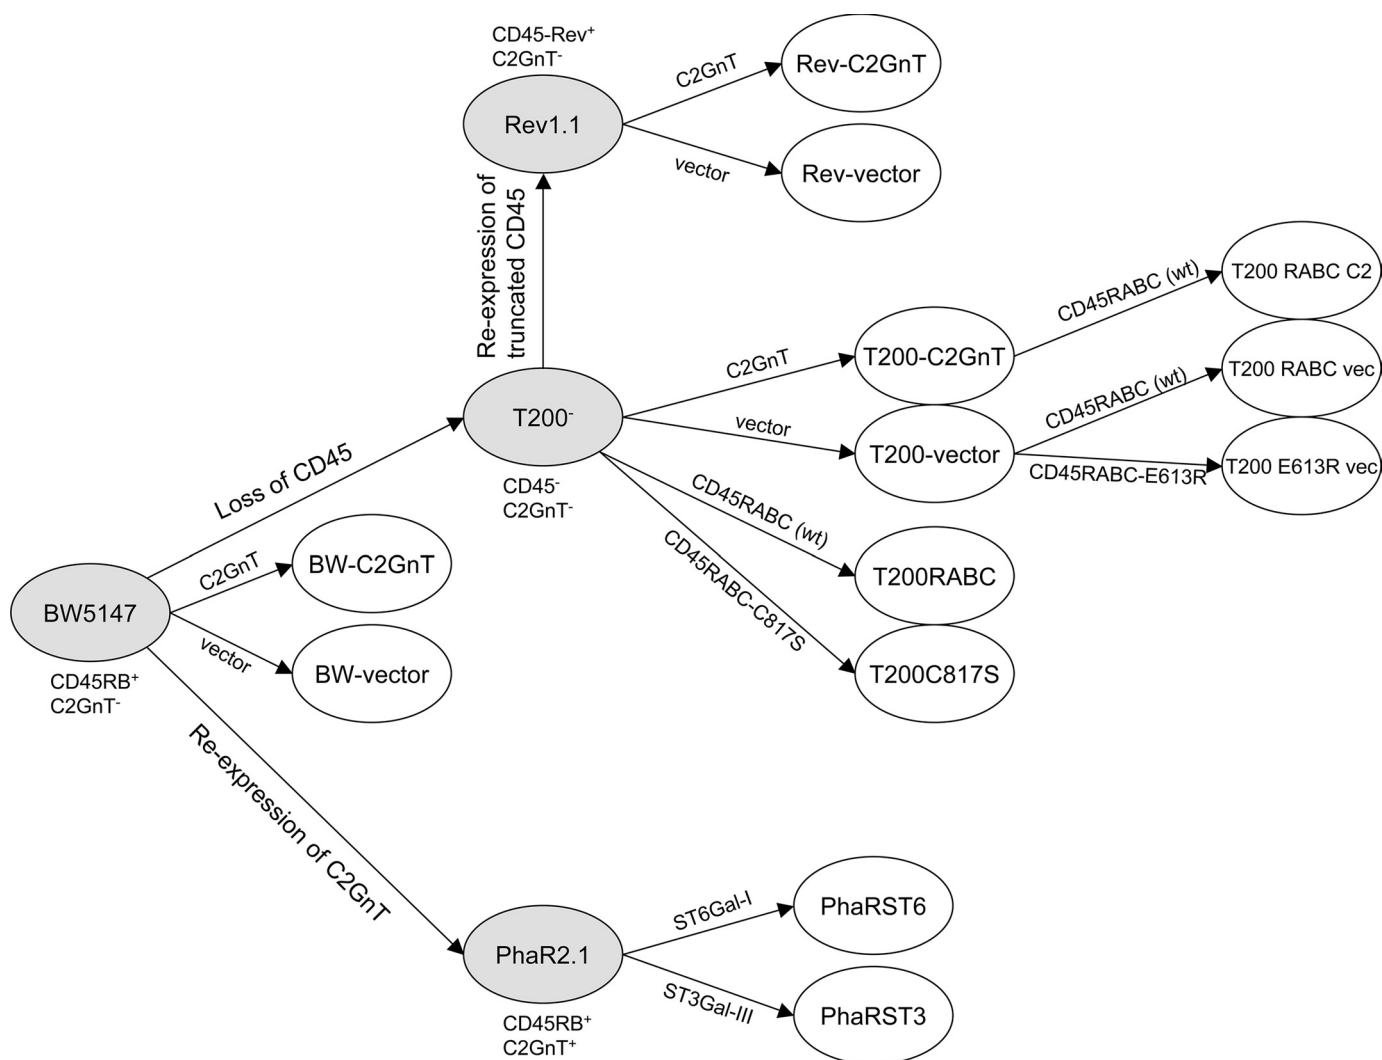 CD45-Rev⁺
C2GnT⁻
Rev1.1
C2GnT
Rev-C2GnT
vector
Rev-vector
Re-expression of
truncated CD45
T200⁻
CD45⁻
C2GnT⁻
C2GnT
T200-C2GnT
vector
T200-vector
CD45RABC (wt)
T200 RABC C2
CD45RABC (wt)
T200 RABC vec
CD45RABC-E613R
T200 E613R vec
CD45RABC (wt)
T200RABC
CD45RABC-C817S
T200C817S
Loss of CD45
BW5147
CD45RB⁺
C2GnT⁻
C2GnT
BW-C2GnT
vector
BW-vector
Re-expression of C2GnT
PhaR2.1
CD45RB⁺
C2GnT⁺
ST6Gal-I
PhaRST6
ST3Gal-III
PhaRST3